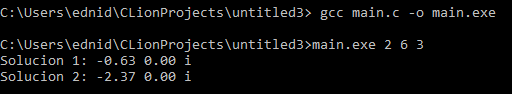 C:\Users\ednid\CLionProjects\untitled3> gcc main.c -o main.exe
C:\Users\ednid\CLionProjects\untitled3>main.exe 2 6 3
Solucion 1: -0.63 0.00 i
Solucion 2: -2.37 0.00 i